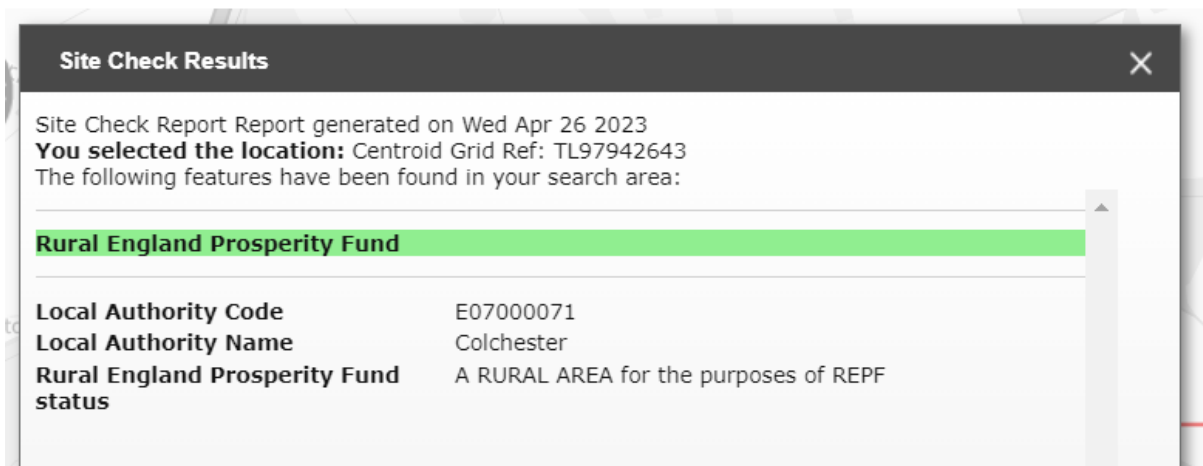 Site Check Results
Site Check Report Report generated on Wed Apr 26 2023
You selected the location: Centroid Grid Ref: TL97942643
The following features have been found in your search area:
Rural England Prosperity Fund
Local Authority Code E07000071
Local Authority Name Colchester
Rural England Prosperity Fund A RURAL AREA for the purposes of REPF
status